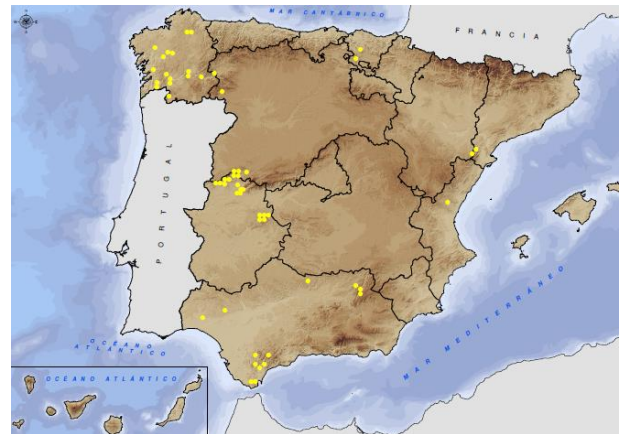 MAR CANTÁBRICO
FRANCIA
PORTUGAL
MAR MEDITERRÁNEO
OCÉANO
ATLÁNTICO
OCÉANO ATLÁNTICO